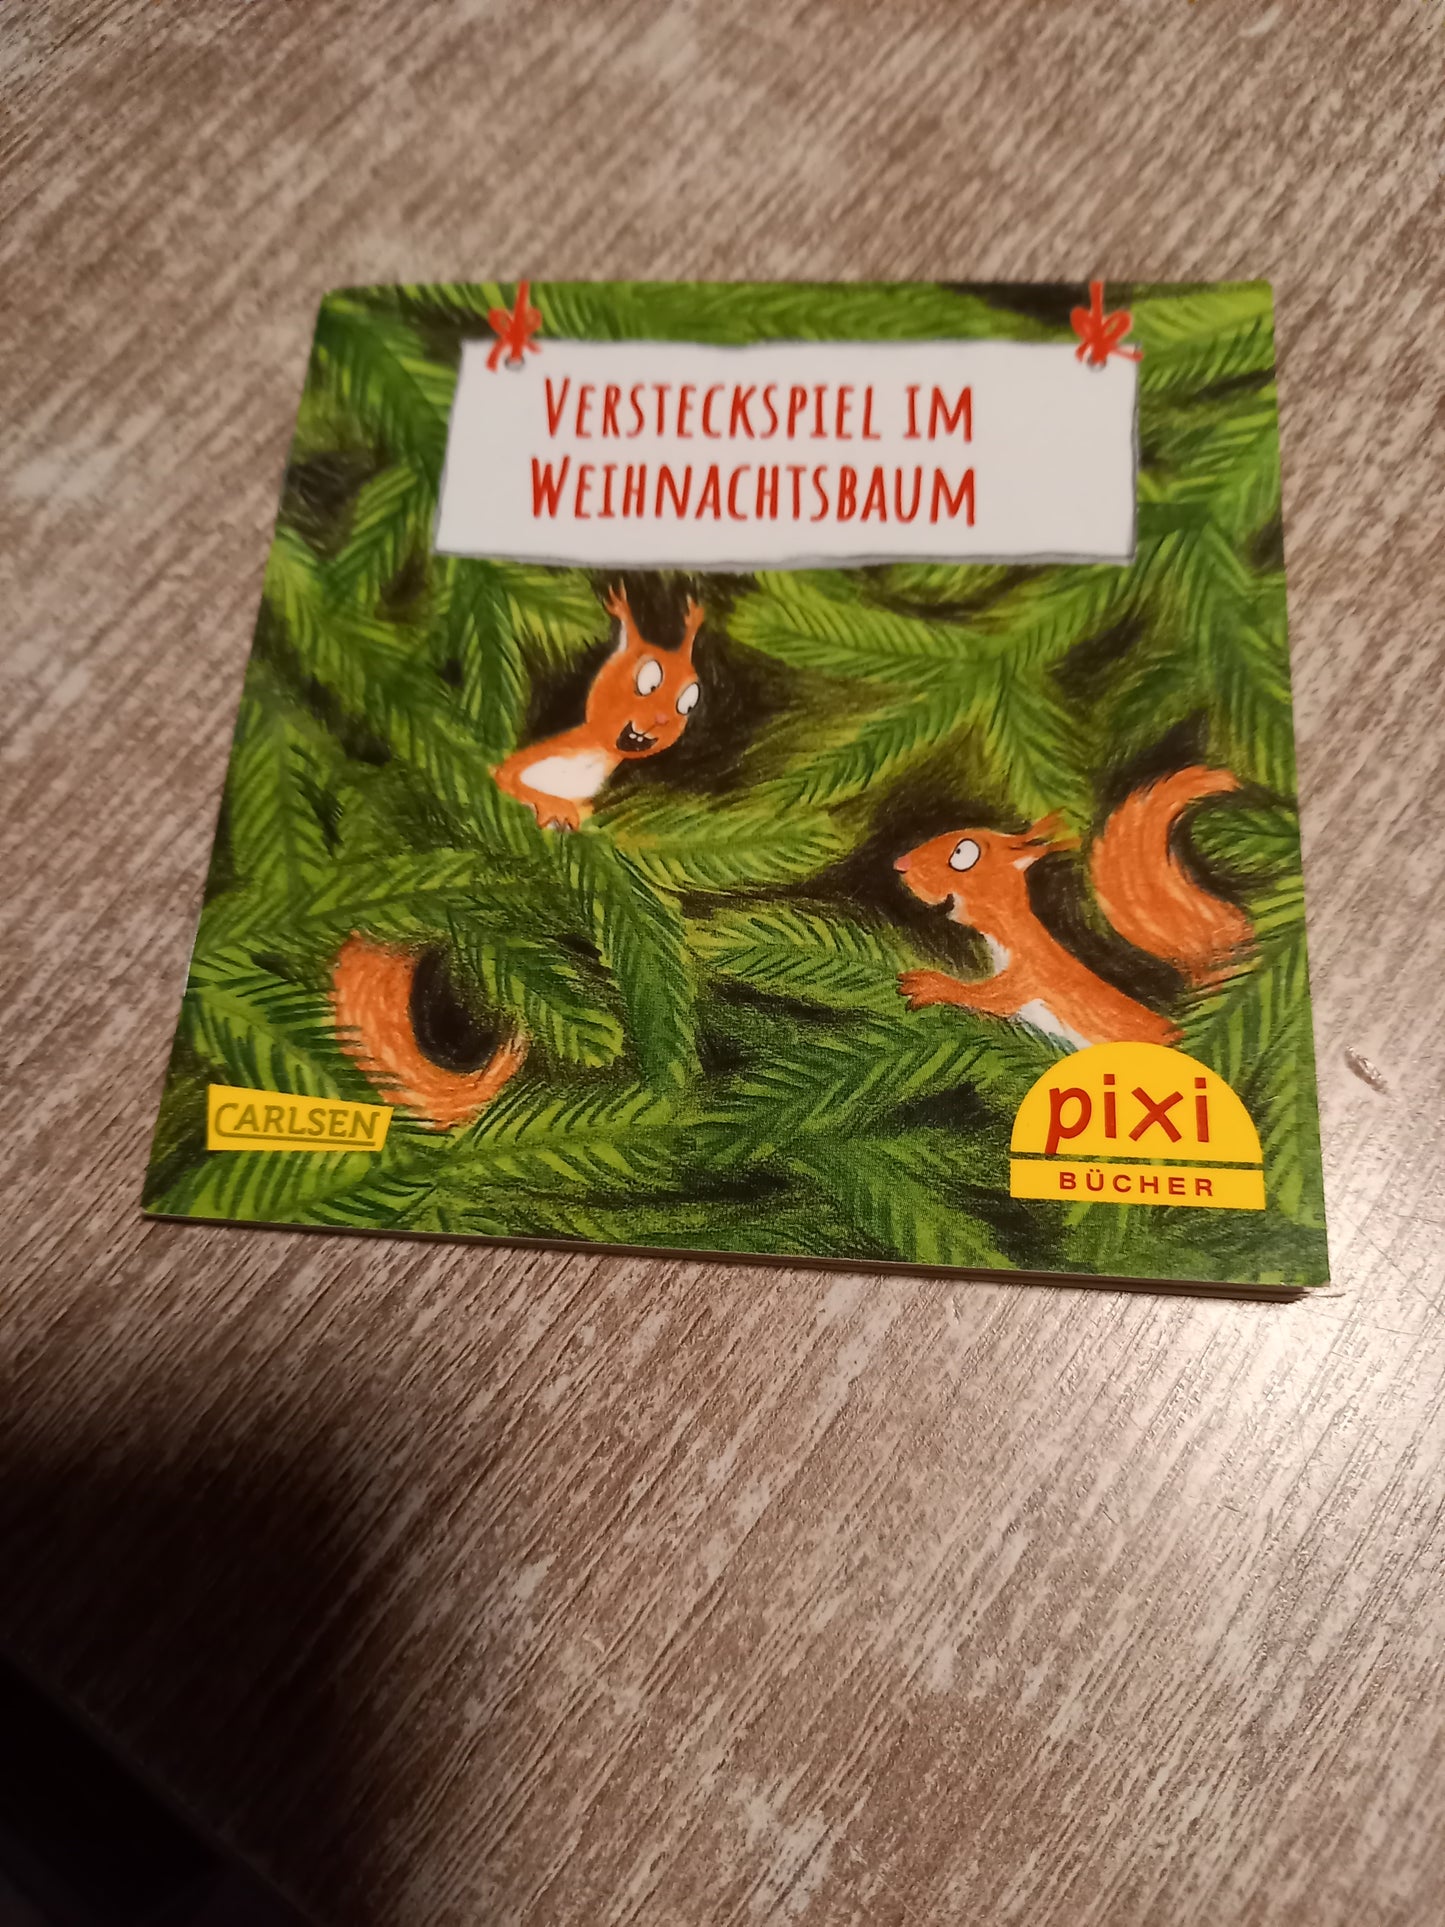 VERSTECKSPIEL IM
WEIHNACHTSBAUM
CARLSEN
pixi
BÜCHER